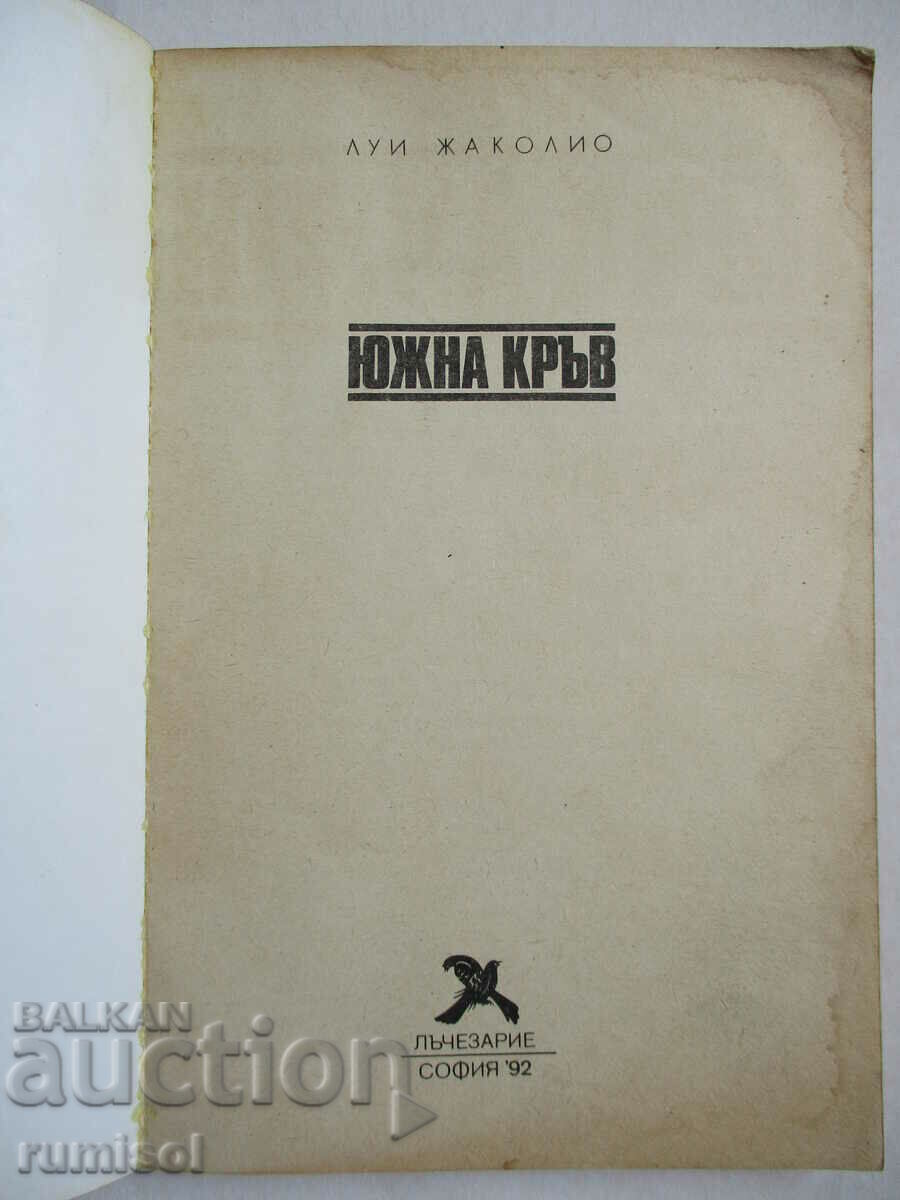 ЛУИ ЖАКОЛИО
ЮЖНА КРЪВ
ЛЪЧЕЗАРИЕ
СОФИЯ '92
BALKAN
auction
rumisol